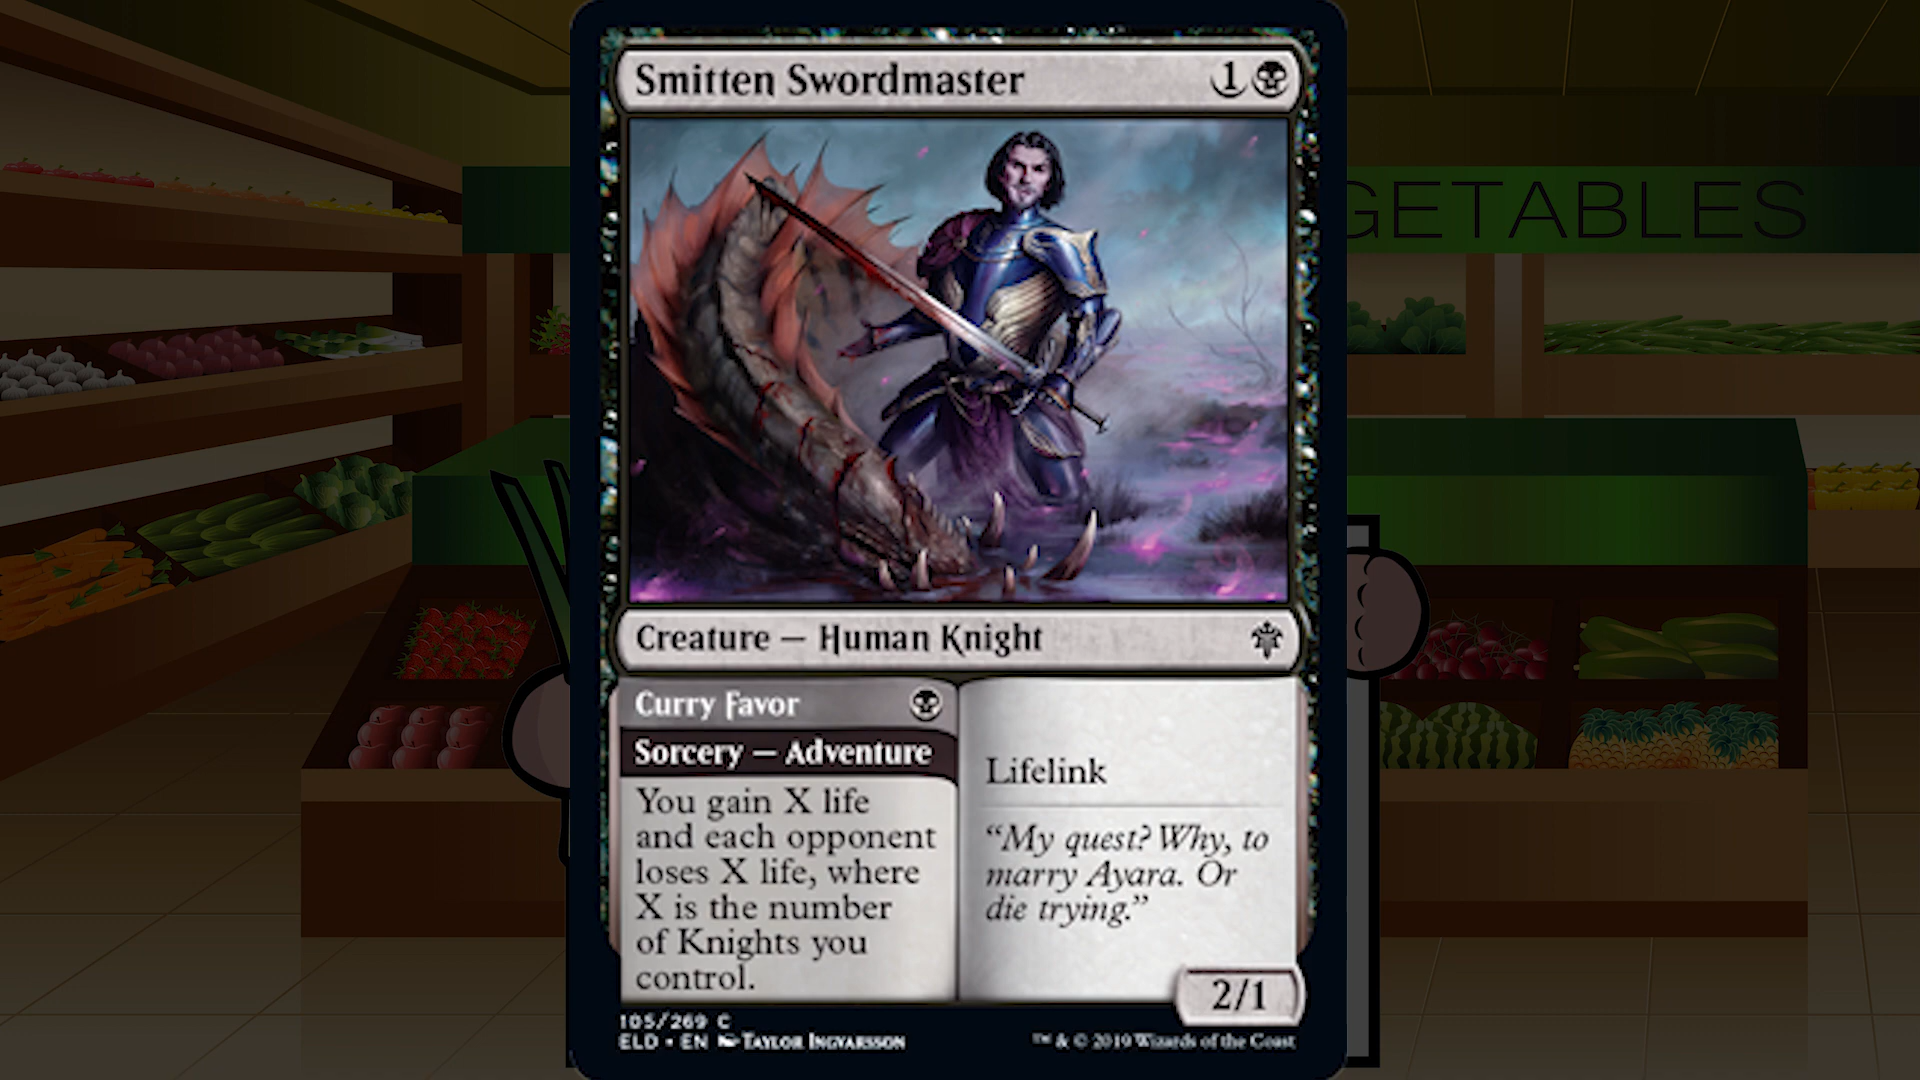 Smitten Swordmaster 1
GETABLES
Creature — Human Knight
Curry Favor
Sorcery — Adventure
You gain X life
and each opponent
loses X life, where
X is the number
of Knights you
control.
Lifelink
“My quest? Why, to
marry Ayara. Or
die trying.”
2/1
105/269 C
ELD • EN Taylor Ingvarsson
™ & © 2019 Wizards of the Coast